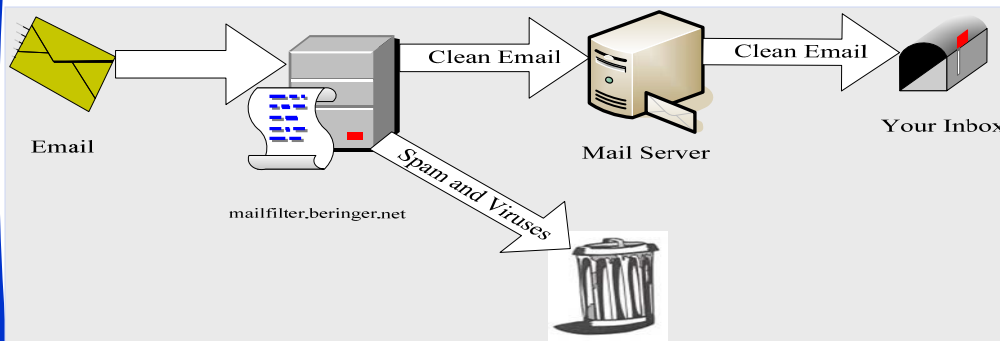 Email
mailfilter.beringer.net
Clean Email
Spam and Viruses
Mail Server
Clean Email
Your Inbox